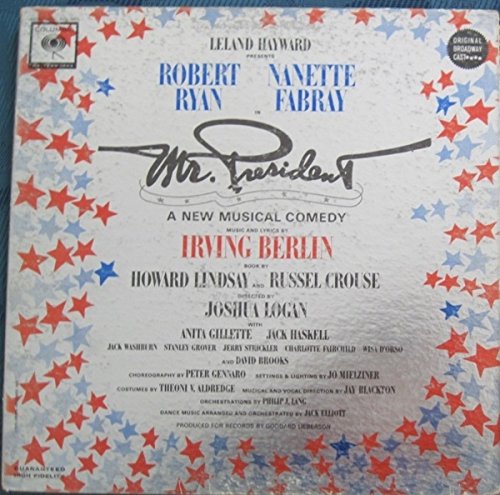 COLUMBIA
ORIGINAL
BROADWAY
CAST
LELAND HAYWARD
PRESENTS
ROBERT NANETTE
RYAN FABRAY
IN
Mr. President
A NEW MUSICAL COMEDY
MUSIC AND LYRICS BY
IRVING BERLIN
BOOK BY
HOWARD LINDSAY AND RUSSEL CROUSE
DIRECTED BY
JOSHUA LOGAN
WITH
ANITA GILLETTE JACK HASKELL
JACK WASHBURN STANLEY GROVER JERRY STRICKLER CHARLOTTE FAIRCHILD WISA D'ORSO
AND DAVID BROOKS
CHOREOGRAPHY BY PETER GENNARO SETTINGS & LIGHTING BY JO MIELZINER
COSTUMES BY THEONI V. ALDREDGE MUSICAL AND VOCAL DIRECTION BY JAY BLACKTON
ORCHESTRATIONS BY PHILIP J. LANG
DANCE MUSIC ARRANGED AND ORCHESTRATED BY JACK ELLIOTT
PRODUCED FOR RECORDS BY GODDARD LIEBERSON
GUARANTEED
HIGH FIDELITY